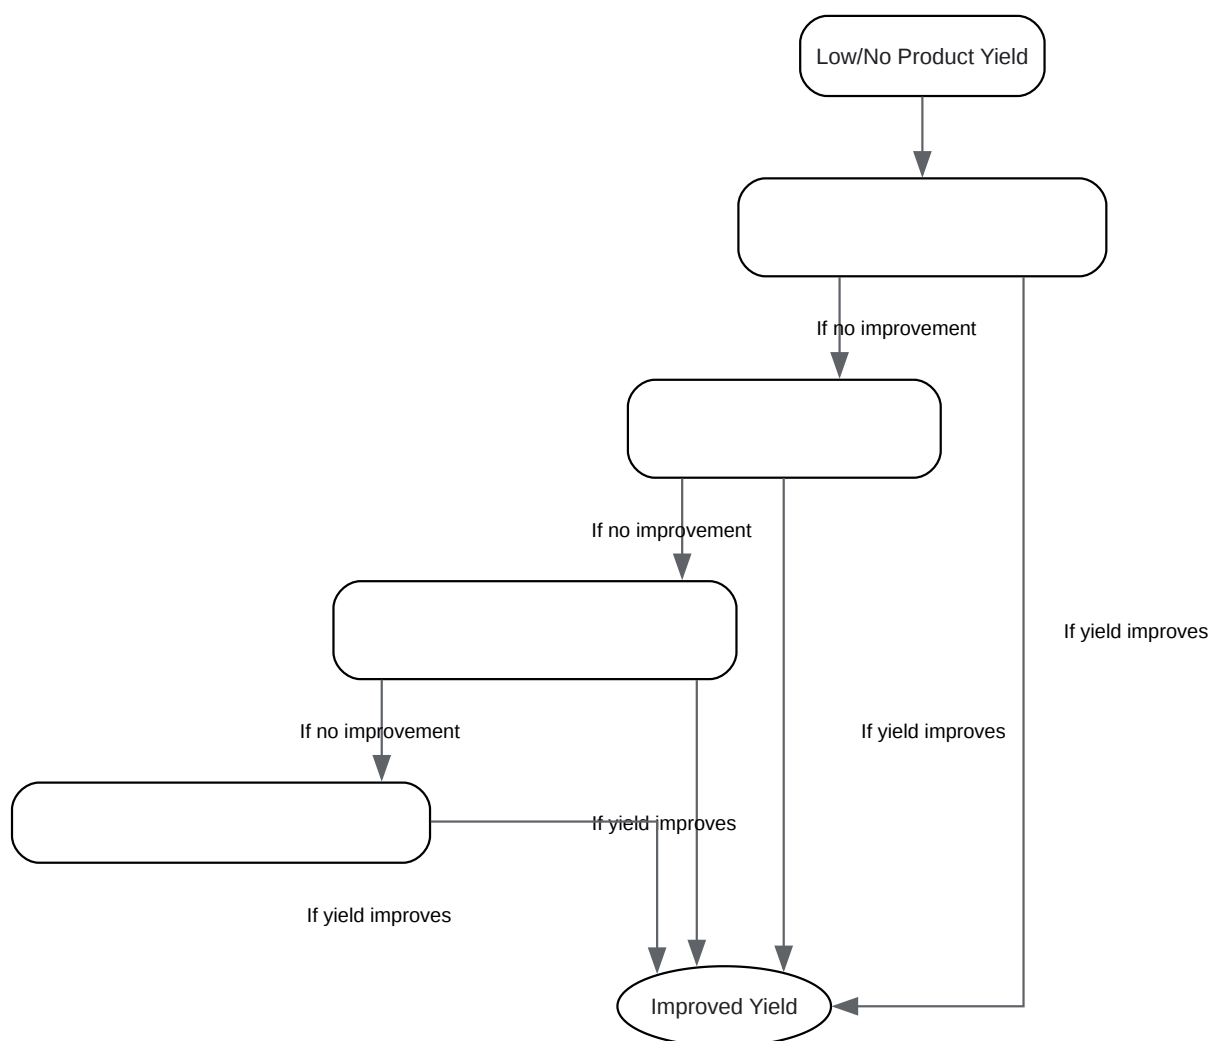 Low/No Product Yield
If no improvement
If no improvement
If yield improves
If no improvement
If yield improves
If yield improves
If yield improves
Improved Yield